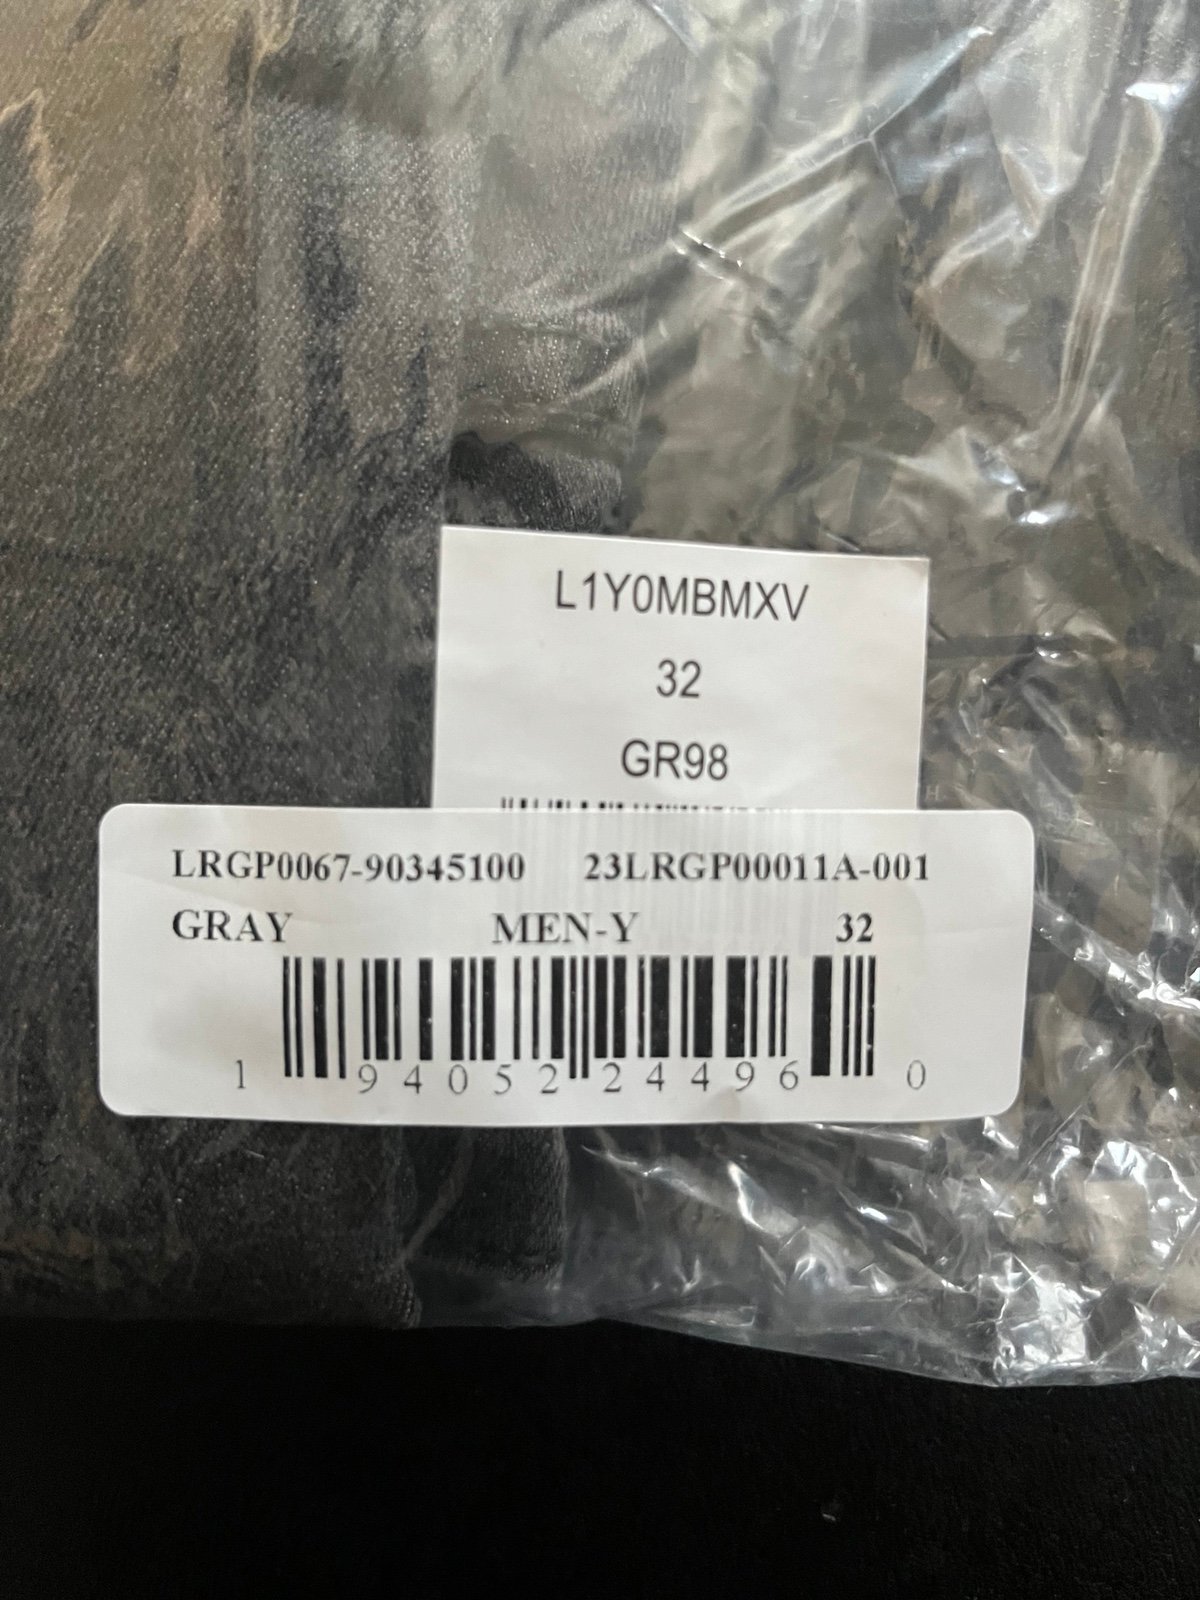 L1Y0MBMXV
32
GR98
LRGP0067-90345100 23LRGP00011A-001
GRAY MEN-Y 32
1 94052 24496 0